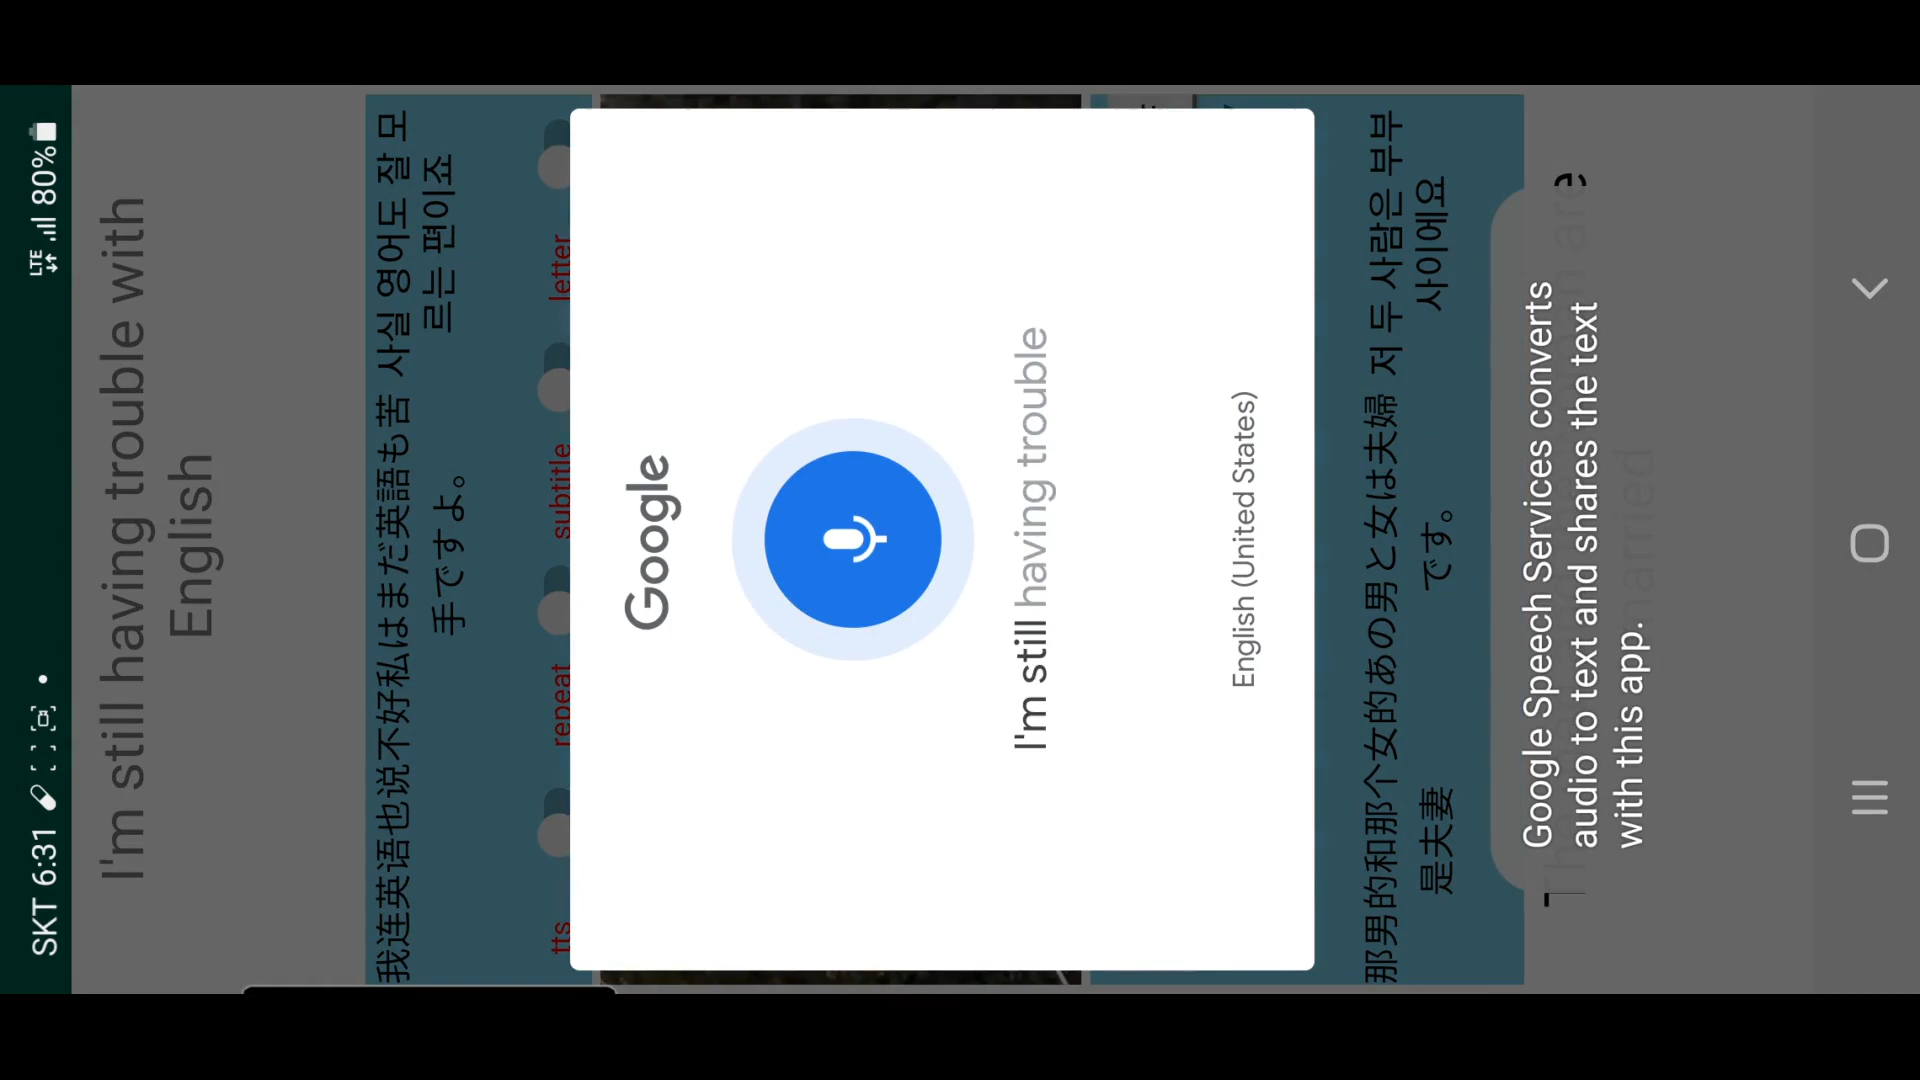 SKT 6:31
LTE
80%
I'm still having trouble with
English
我连英语也说不好
私はまだ英語も苦
手ですよ。
사실 영어도 잘 모
르는 편이죠
tts
repeat
subtitle
letter
Google
I'm still having trouble
English (United States)
那男的和那个女的
是夫妻
あの男と女は夫婦
です。
저 두 사람은 부부
사이에요
Google Speech Services converts
audio to text and shares the text
with this app.